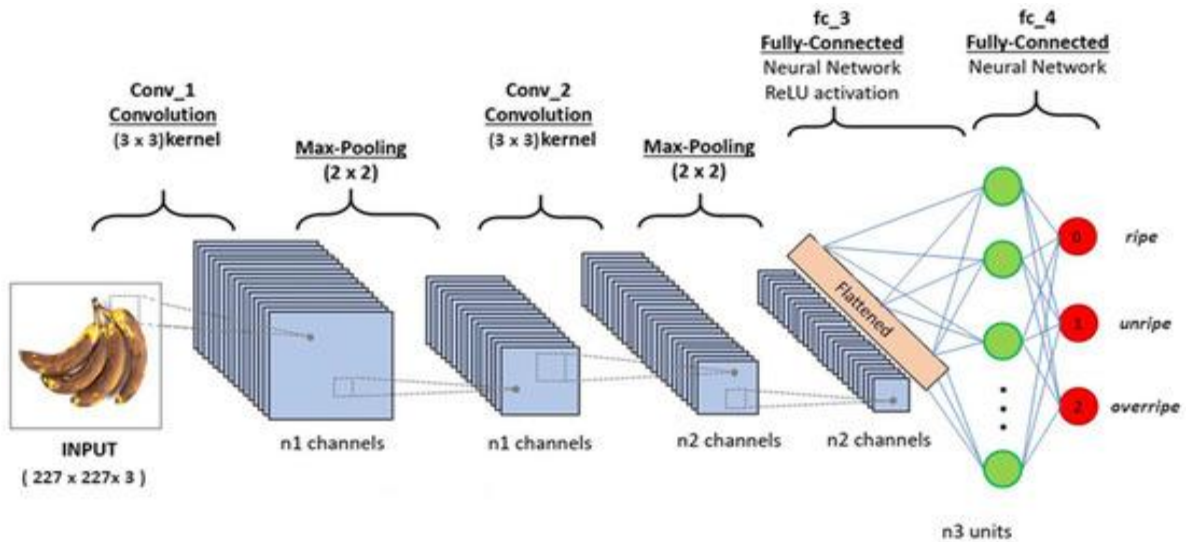 Conv_1
Convolution
(3 x 3)kernel
Max-Pooling
(2 x 2)
Conv_2
Convolution
(3 x 3)kernel
Max-Pooling
(2 x 2)
fc_3
Fully-Connected
Neural Network
ReLU activation
fc_4
Fully-Connected
Neural Network
Flattened
0
ripe
1
unripe
2
overripe
INPUT
( 227 x 227x 3 )
n1 channels
n1 channels
n2 channels
n2 channels
n3 units